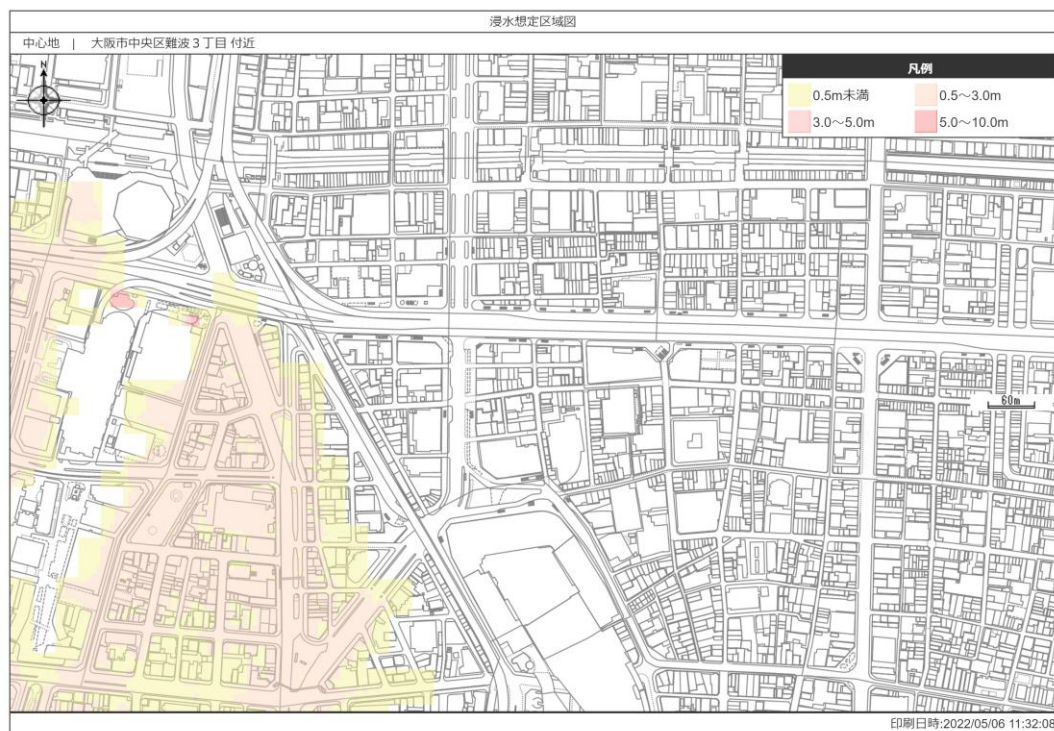 浸水想定区域図
中心地 | 大阪市中央区難波3丁目 付近
N
凡例
0.5m未満
0.5～3.0m
3.0～5.0m
5.0～10.0m
60m
印刷日時:2022/05/06 11:32:08